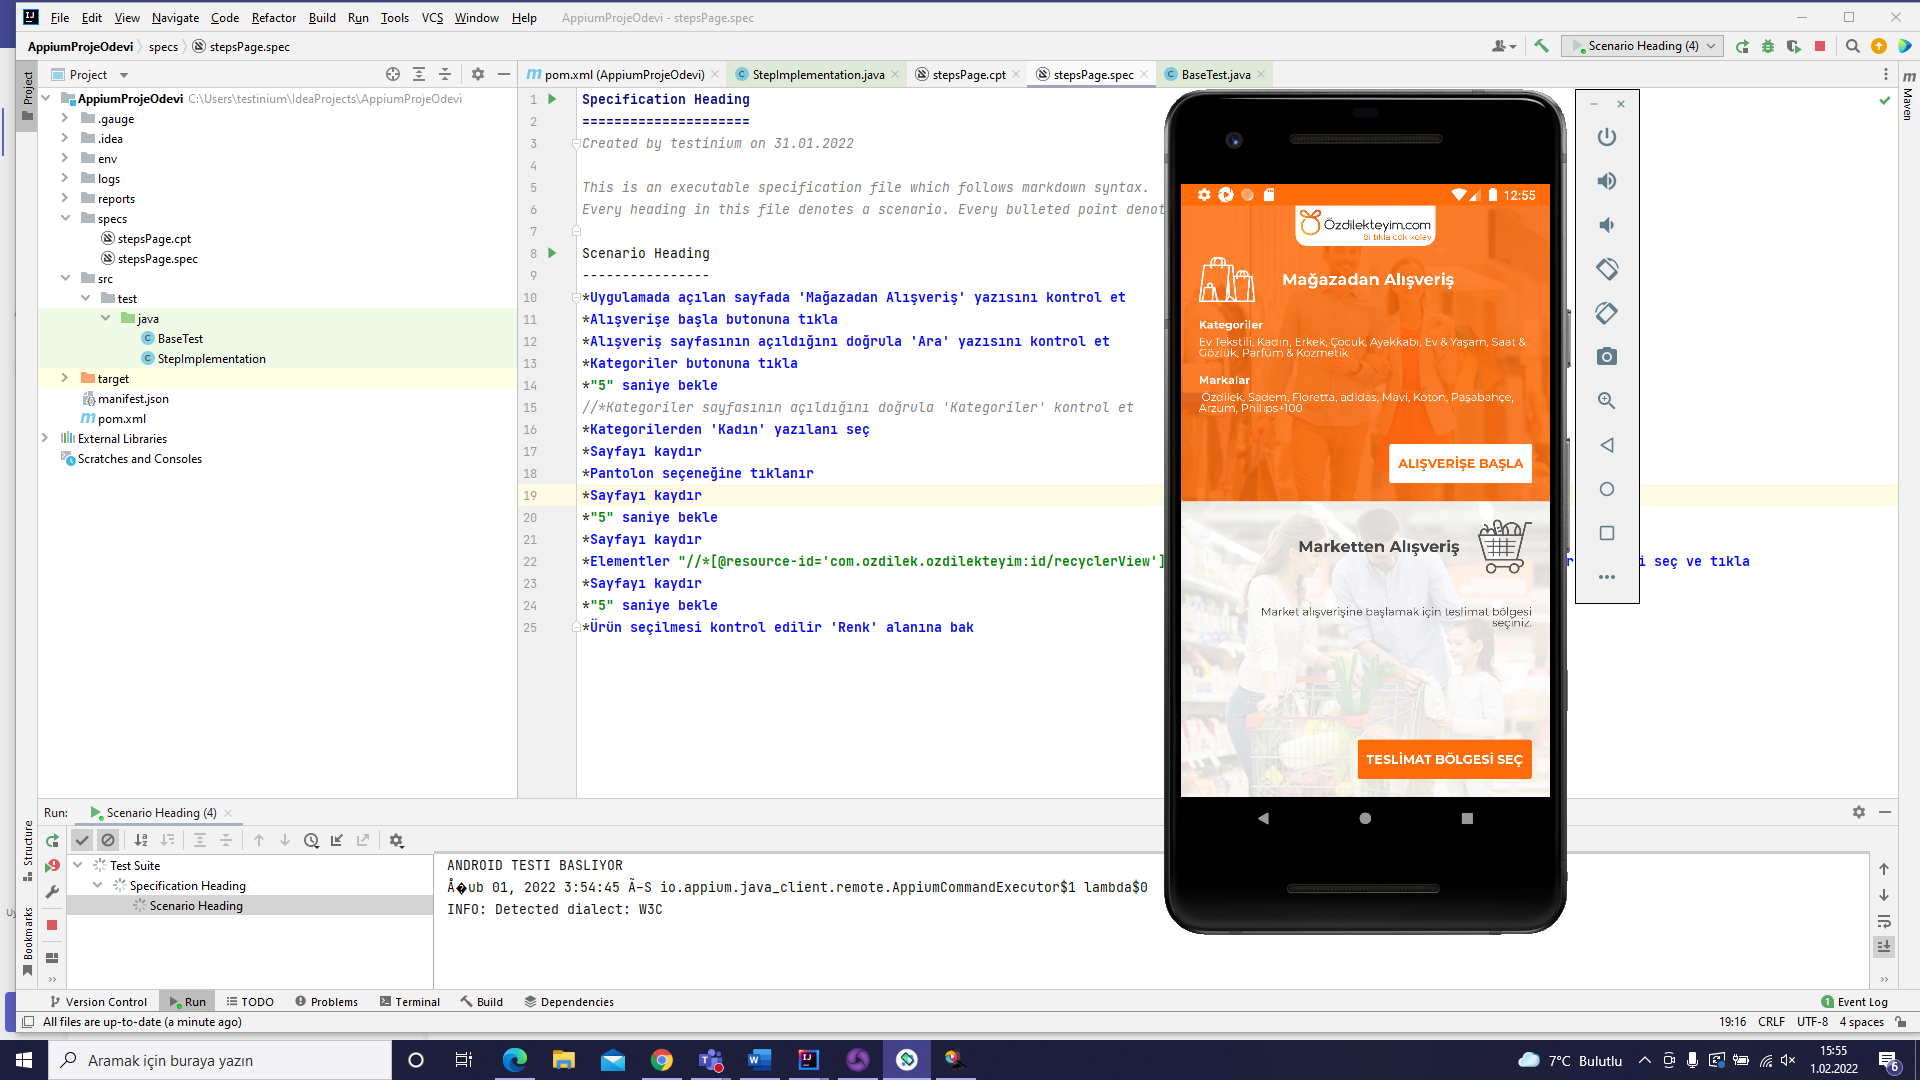 File Edit View Navigate Code Refactor Build Run Tools VCS Window Help AppiumProjeOdevi - stepsPage.spec
AppiumProjeOdevi specs stepsPage.spec
Scenario Heading (4)
Project
pom.xml (AppiumProjeOdevi) StepImplementation.java stepsPage.cpt stepsPage.spec BaseTest.java
Project
Maven
AppiumProjeOdevi C:\Users\testinium\IdeaProjects\AppiumProjeOdevi
.gauge
.idea
env
logs
reports
specs
stepsPage.cpt
stepsPage.spec
src
test
java
BaseTest
StepImplementation
target
manifest.json
pom.xml
External Libraries
Scratches and Consoles
1 Specification Heading
2 =====================
3 Created by testinium on 31.01.2022
4
5 This is an executable specification file which follows markdown syntax.
6 Every heading in this file denotes a scenario. Every bulleted point denot
7
8 Scenario Heading
9 ----------------
10 *Uygulamada açılan sayfada 'Mağazadan Alışveriş' yazısını kontrol et
11 *Alışverişe başla butonuna tıkla
12 *Alışveriş sayfasının açıldığını doğrula 'Ara' yazısını kontrol et
13 *Kategoriler butonuna tıkla
14 *"5" saniye bekle
15 //*Kategoriler sayfasının açıldığını doğrula 'Kategoriler' kontrol et
16 *Kategorilerden 'Kadın' yazılanı seç
17 *Sayfayı kaydır
18 *Pantolon seçeneğine tıklanır
19 *Sayfayı kaydır
20 *"5" saniye bekle
21 *Sayfayı kaydır
22 *Elementler "//*[@resource-id='com.ozdilek.ozdilekteyim:id/recyclerView'] i seç ve tıkla
23 *Sayfayı kaydır
24 *"5" saniye bekle
25 *Ürün seçilmesi kontrol edilir 'Renk' alanına bak
12:55
Özdilekteyim.com
bi tıkla çok kolay
Mağazadan Alışveriş
Kategoriler
Ev Tekstili, Kadın, Erkek, Çocuk, Ayakkabı, Ev & Yaşam, Saat &
Gözlük, Parfüm & Kozmetik
Markalar
Özdilek, Sadem, Floretta, adidas, Mavi, Koton, Paşabahçe,
Arzum, Philips+100
ALIŞVERİŞE BAŞLA
Marketten Alışveriş
Market alışverişine başlamak için teslimat bölgesi
seçiniz.
TESLİMAT BÖLGESİ SEÇ
Run: Scenario Heading (4)
Structure
Bookmarks
Test Suite
Specification Heading
Scenario Heading
ANDROID TESTI BASLIYOR
Å�ub 01, 2022 3:54:45 Ã-S io.appium.java_client.remote.AppiumCommandExecutor$1 lambda$0
INFO: Detected dialect: W3C
Version Control Run TODO Problems Terminal Build Dependencies 1 Event Log
All files are up-to-date (a minute ago) 19:16 CRLF UTF-8 4 spaces
Aramak için buraya yazın
7°C Bulutlu
15:55
1.02.2022
6